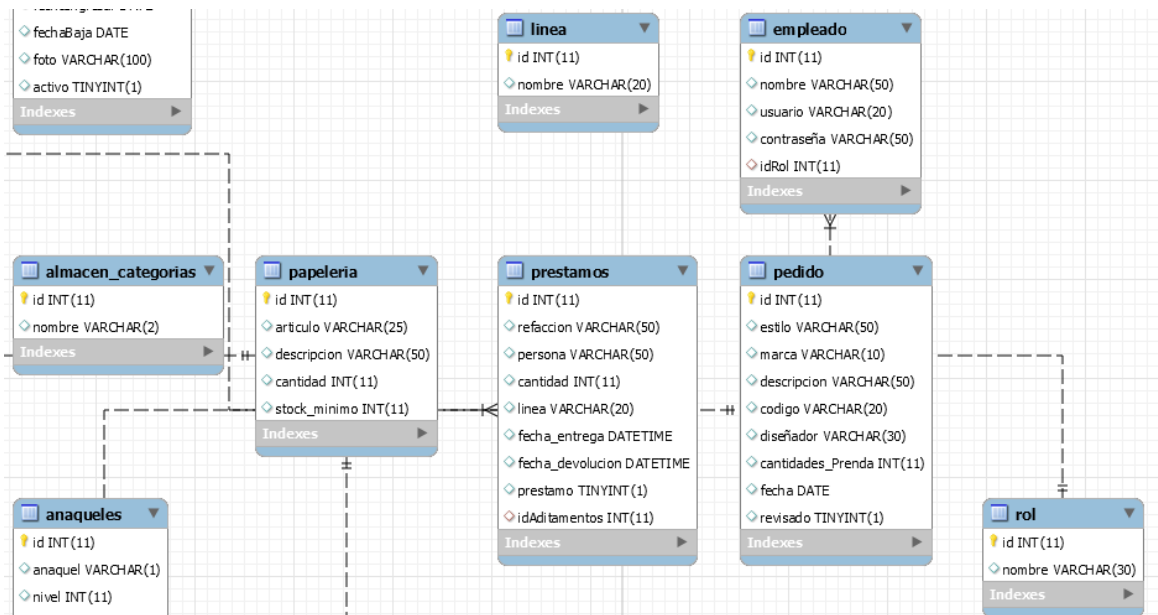 fechaBaja DATE
foto VARCHAR(100)
activo TINYINT(1)
Indexes
linea
id INT(11)
nombre VARCHAR(20)
Indexes
empleado
id INT(11)
nombre VARCHAR(50)
usuario VARCHAR(20)
contraseña VARCHAR(50)
idRol INT(11)
Indexes
almacen_categorias
id INT(11)
nombre VARCHAR(2)
Indexes
papeleria
id INT(11)
articulo VARCHAR(25)
descripcion VARCHAR(50)
cantidad INT(11)
stock_minimo INT(11)
Indexes
prestamos
id INT(11)
refaccion VARCHAR(50)
persona VARCHAR(50)
cantidad INT(11)
linea VARCHAR(20)
fecha_entrega DATETIME
fecha_devolucion DATETIME
prestamo TINYINT(1)
idAditamentos INT(11)
Indexes
pedido
id INT(11)
estilo VARCHAR(50)
marca VARCHAR(10)
descripcion VARCHAR(50)
codigo VARCHAR(20)
diseñador VARCHAR(30)
cantidades_Prenda INT(11)
fecha DATE
revisado TINYINT(1)
Indexes
anaqueles
id INT(11)
anaquel VARCHAR(1)
nivel INT(11)
rol
id INT(11)
nombre VARCHAR(30)
Indexes